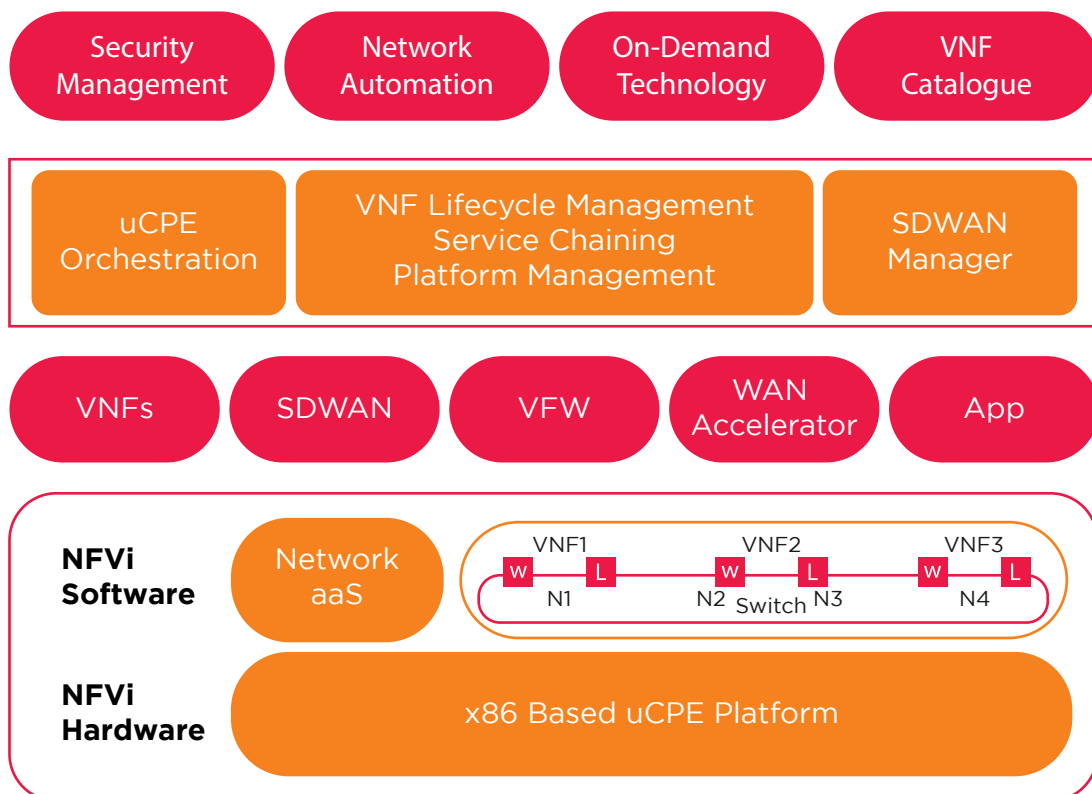 Security
Management
Network
Automation
On-Demand
Technology
VNF
Catalogue
uCPE
Orchestration
VNF Lifecycle Management
Service Chaining
Platform Management
SDWAN
Manager
VNFs
SDWAN
VFW
WAN
Accelerator
App
NFVi
Software
Network
aaS
VNF1
VNF2
VNF3
W
L
W
L
W
L
N1
N2
Switch
N3
N4
NFVi
Hardware
x86 Based uCPE Platform